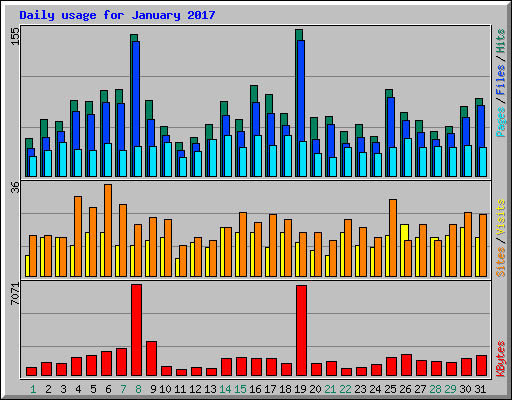 Daily usage for January 2017
155
Pages / Files / Hits
36
Sites / Visits
7071
KBytes
1 2 3 4 5 6 7 8 9 10 11 12 13 14 15 16 17 18 19 20 21 22 23 24 25 26 27 28 29 30 31